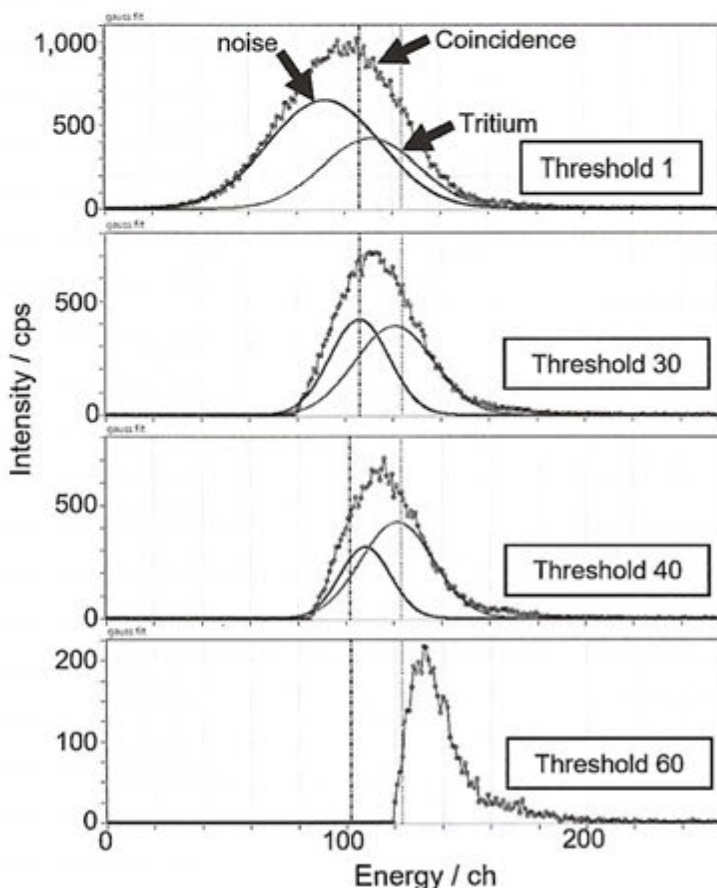 gauss fit
1,000
noise
Coincidence
500
Tritium
Threshold 1
0
gauss fit
500
Threshold 30
0
Intensity / cps
gauss fit
500
Threshold 40
0
gauss fit
200
100
Threshold 60
0
0
100
200
Energy / ch